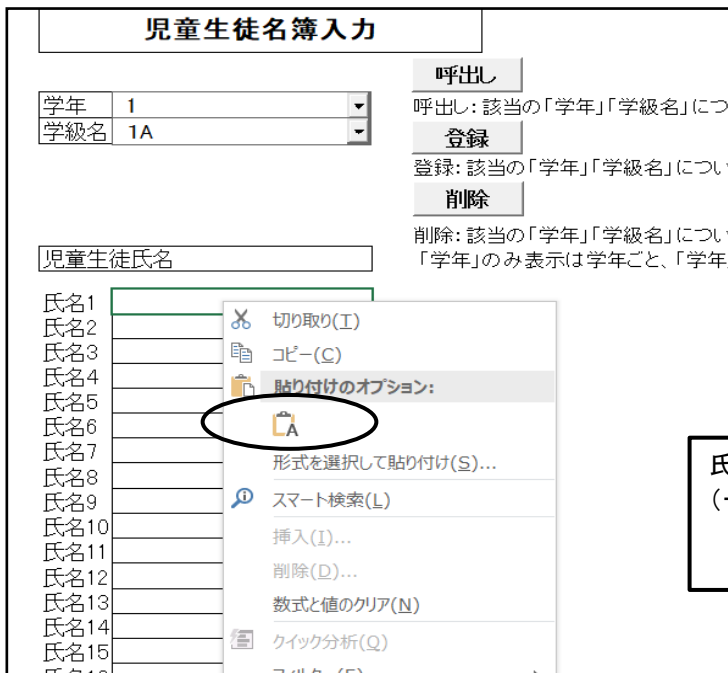 児童生徒名簿入力
呼出し
学年 1
呼出し:該当の「学年」「学級名」につ
学級名 1A
登録
登録:該当の「学年」「学級名」につい
削除
削除:該当の「学年」「学級名」につい
児童生徒氏名
「学年」のみ表示は学年ごと、「学年
氏名1
氏名2
氏名3
氏名4
氏名5
氏名6
氏名7
氏名8
氏名9
氏名10
氏名11
氏名12
氏名13
氏名14
氏名15
切り取り(T)
コピー(C)
貼り付けのオプション:
A
形式を選択して貼り付け(S)...
スマート検索(L)
挿入(I)...
削除(D)...
数式と値のクリア(N)
クイック分析(Q)
氏